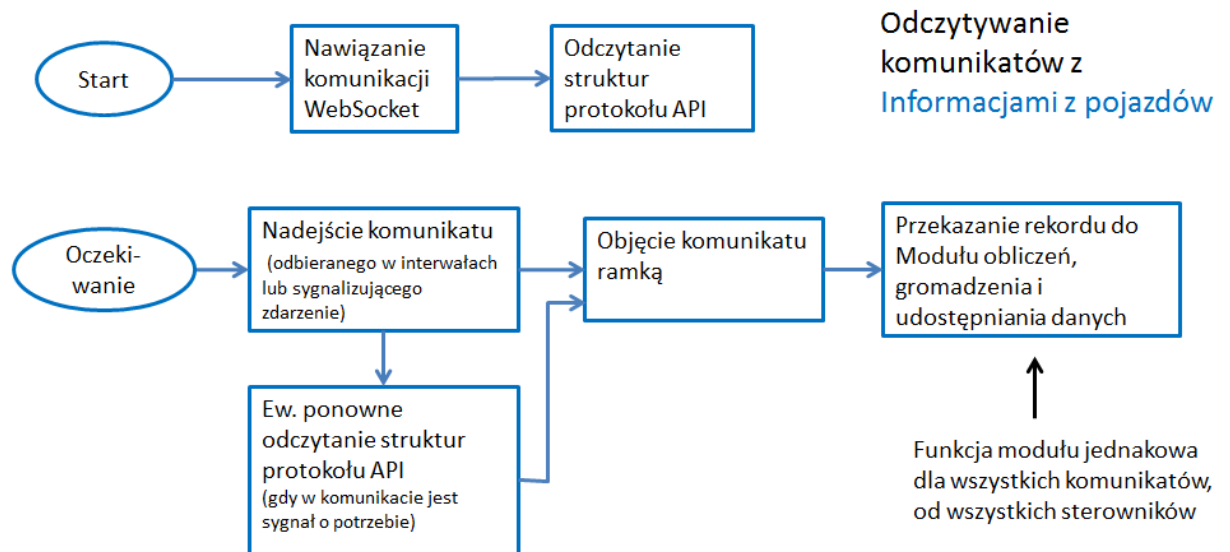 Start
Nawiązanie
komunikacji
WebSocket
Odczytanie
struktur
protokołu API
Odczytywanie
komunikatów z
Informacjami z pojazdów
Oczeki-
wanie
Nadejście komunikatu
(odbieranego w interwałach
lub sygnalizującego
zdarzenie)
Objęcie komunikatu
ramką
Przekazanie rekordu do
Modułu obliczeń,
gromadzenia i
udostępniania danych
Ew. ponowne
odczytanie struktur
protokołu API
(gdy w komunikacie jest
sygnał o potrzebie)
Funkcja modułu jednakowa
dla wszystkich komunikatów,
od wszystkich sterowników